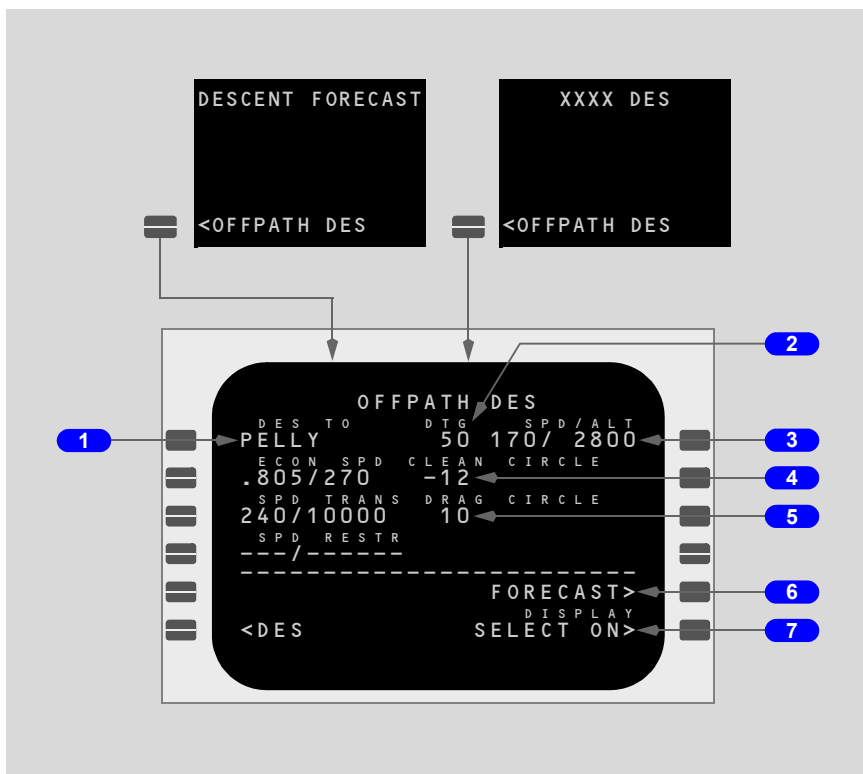 DESCENT FORECAST
<OFFPATH DES
XXXX DES
<OFFPATH DES
OFFPATH DES
DES TO DTG SPD/ALT
PELLY 50 170/ 2800
ECON SPD CLEAN CIRCLE
.805/270 -12
SPD TRANS DRAG CIRCLE
240/10000 10
SPD RESTR
---/------
------------------------
FORECAST>
DISPLAY
<DES SELECT ON>
1
2
3
4
5
6
7